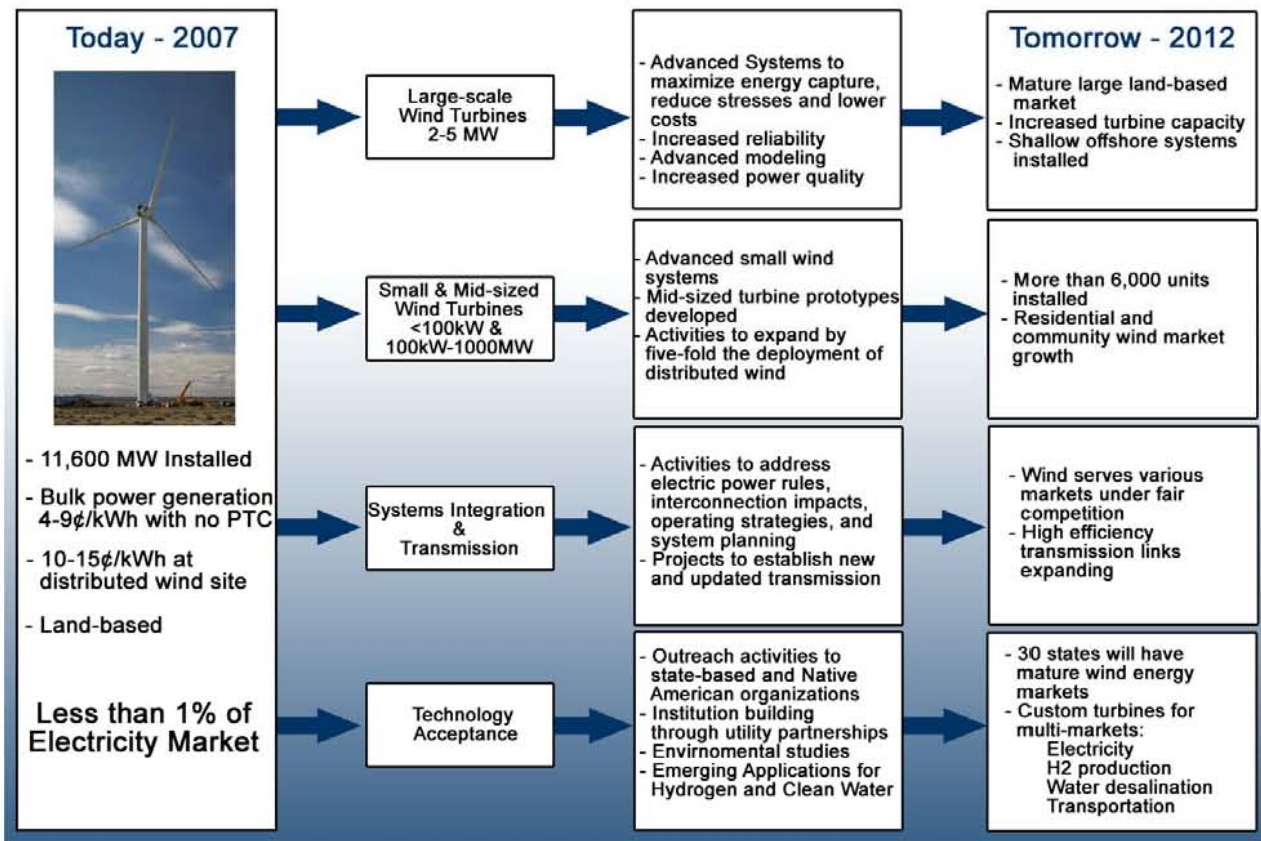 Today - 2007
- 11,600 MW Installed
- Bulk power generation
4-9¢/kWh with no PTC
- 10-15¢/kWh at
distributed wind site
- Land-based
Less than 1% of
Electricity Market
Large-scale
Wind Turbines
2-5 MW
- Advanced Systems to
maximize energy capture,
reduce stresses and lower
costs
- Increased reliability
- Advanced modeling
- Increased power quality
Tomorrow - 2012
- Mature large land-based
market
- Increased turbine capacity
- Shallow offshore systems
installed
Small & Mid-sized
Wind Turbines
<100kW &
100kW-1000MW
- Advanced small wind
systems
- Mid-sized turbine prototypes
developed
- Activities to expand by
five-fold the deployment of
distributed wind
- More than 6,000 units
installed
- Residential and
community wind market
growth
Systems Integration
&
Transmission
- Activities to address
electric power rules,
interconnection impacts,
operating strategies, and
system planning
- Projects to establish new
and updated transmission
- Wind serves various
markets under fair
competition
- High efficiency
transmission links
expanding
Technology
Acceptance
- Outreach activities to
state-based and Native
American organizations
- Institution building
through utility partnerships
- Envirnomental studies
- Emerging Applications for
Hydrogen and Clean Water
- 30 states will have
mature wind energy
markets
- Custom turbines for
multi-markets:
Electricity
H2 production
Water desalination
Transportation